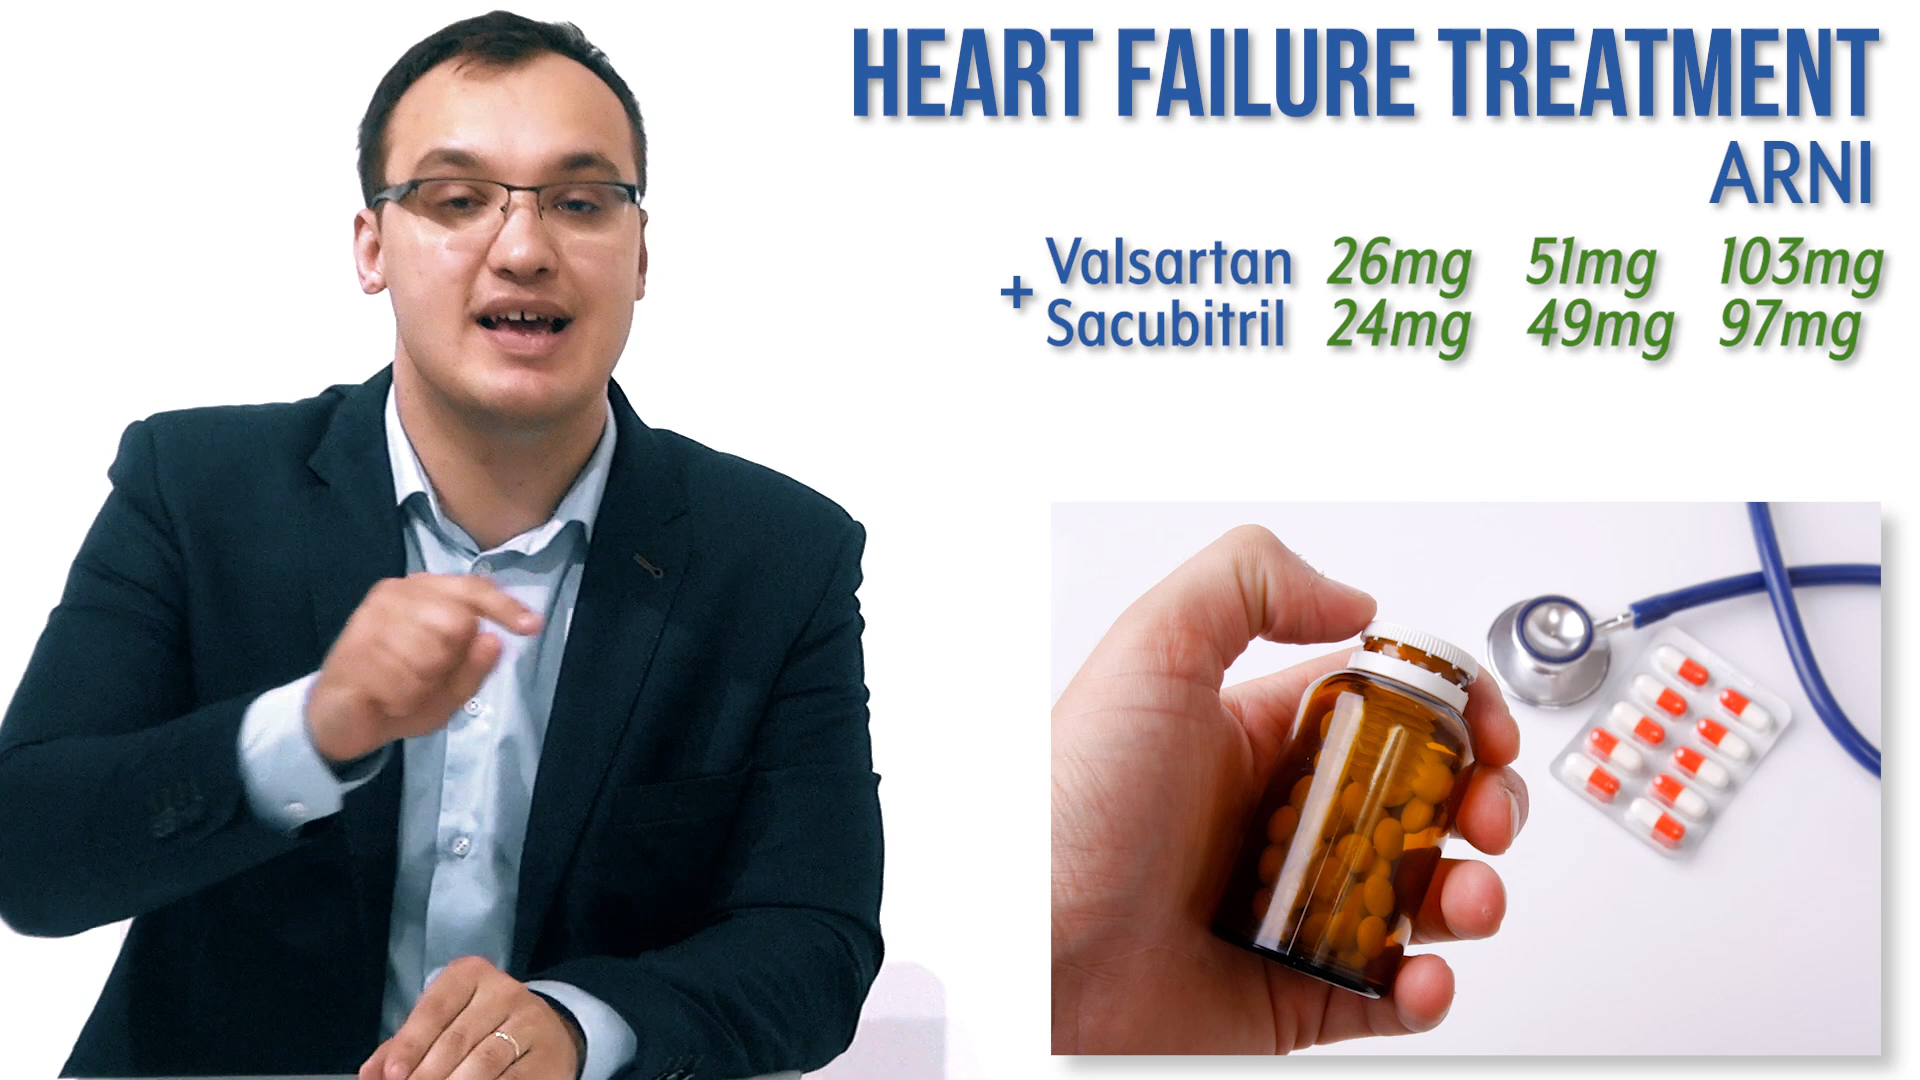 HEART FAILURE TREATMENT
ARNI
+ Valsartan 26mg 51mg 103mg
Sacubitril 24mg 49mg 97mg